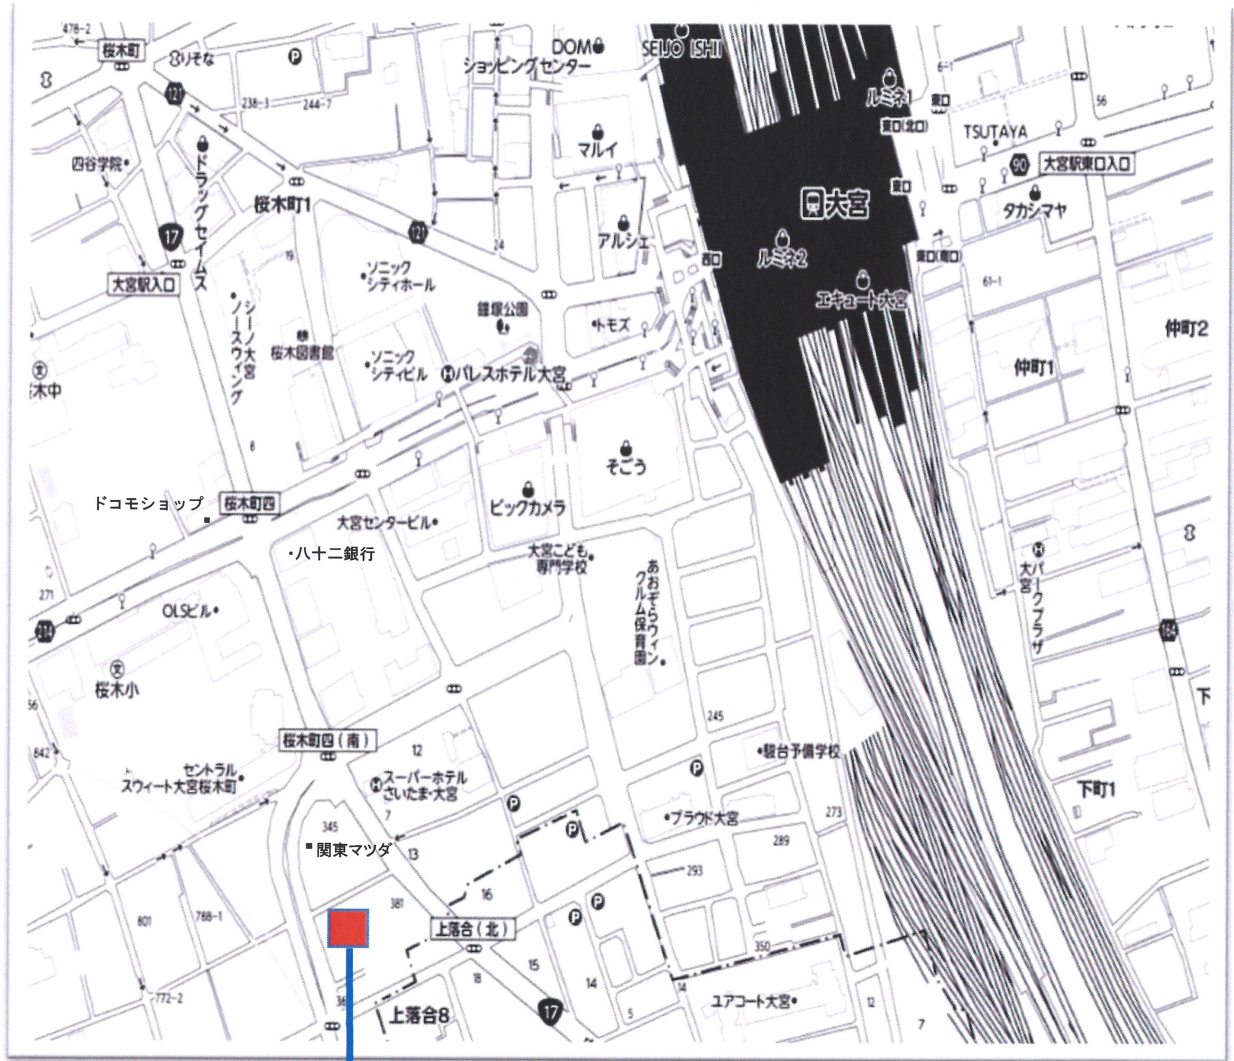 478-2
桜木町
りそな
P
DOM
ショッピングセンター
SEIJO ISHII
ルミネ1
6-1
東口
56
121
238-3
244-7
四谷学院
ドラッグセイムス
マルイ
東口(北口)
TSUTAYA
90
大宮駅東口入口
桜木町1
大宮
東口
タカシマヤ
17
121
24
アルシェ
ルミネ2
西口
東口(南口)
大宮駅入口
19
ソニック
シティホール
エキュート大宮
61-1
シーノ大宮
ノースウィング
鐘塚公園
トモズ
仲町2
桜木図書館
ソニック
シティビル
H パレスホテル大宮
仲町1
文
桜木中
8
そごう
ビックカメラ
ドコモショップ
桜木町四
大宮センタービル
八十二銀行
大宮こども
専門学校
あおぞらウィン
クルム保育園
H パークプラザ
大宮
271
214
OLSビル
164
文
桜木小
下
56
842
桜木町四(南)
12
245
駿台予備学校
セントラル
スウィート大宮桜木町
H スーパーホテル
さいたま・大宮
P
下町1
7
P
P
プラウド大宮
273
345
関東マツダ
13
289
293
16
381
801
788-1
P
P
上落合(北)
350
18
15
14
14
772-2
36
上落合8
17
5
ユアコート大宮
12
7